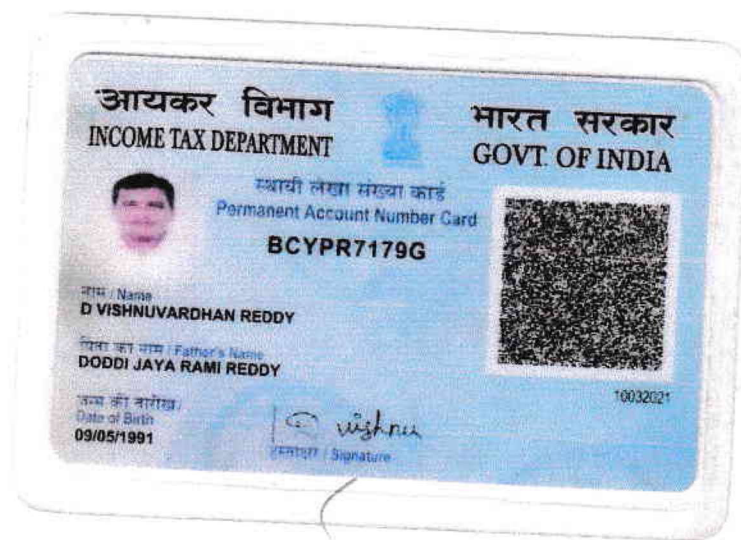 आयकर विभाग
INCOME TAX DEPARTMENT
भारत सरकार
GOVT. OF INDIA
स्थायी लेखा संख्या कार्ड
Permanent Account Number Card
BCYPR7179G
नाम / Name
D VISHNUVARDHAN REDDY
पिता का नाम / Father's Name
DODDI JAYA RAMI REDDY
जन्म की तारीख /
Date of Birth
09/05/1991
vishnu
हस्ताक्षर / Signature
10032021